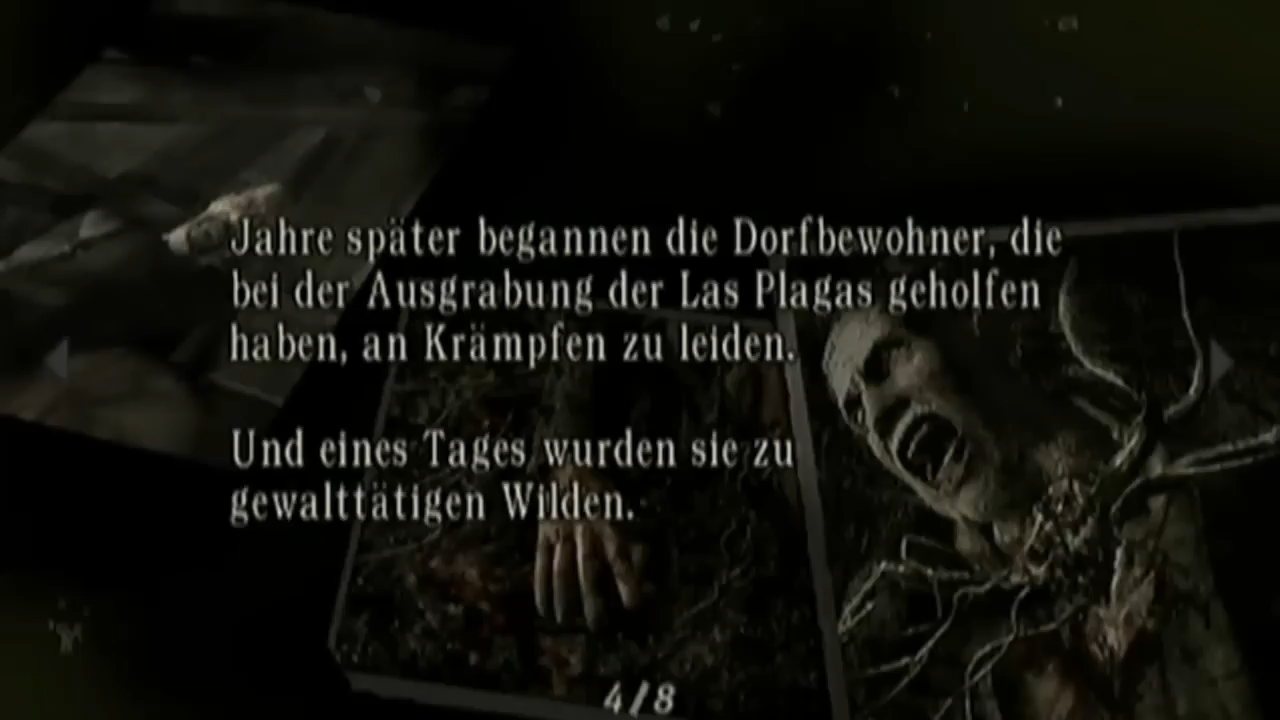 Jahre später begannen die Dorfbewohner, die
bei der Ausgrabung der Las Plagas geholfen
haben, an Krämpfen zu leiden.
Und eines Tages wurden sie zu
gewalttätigen Wilden.
4/8